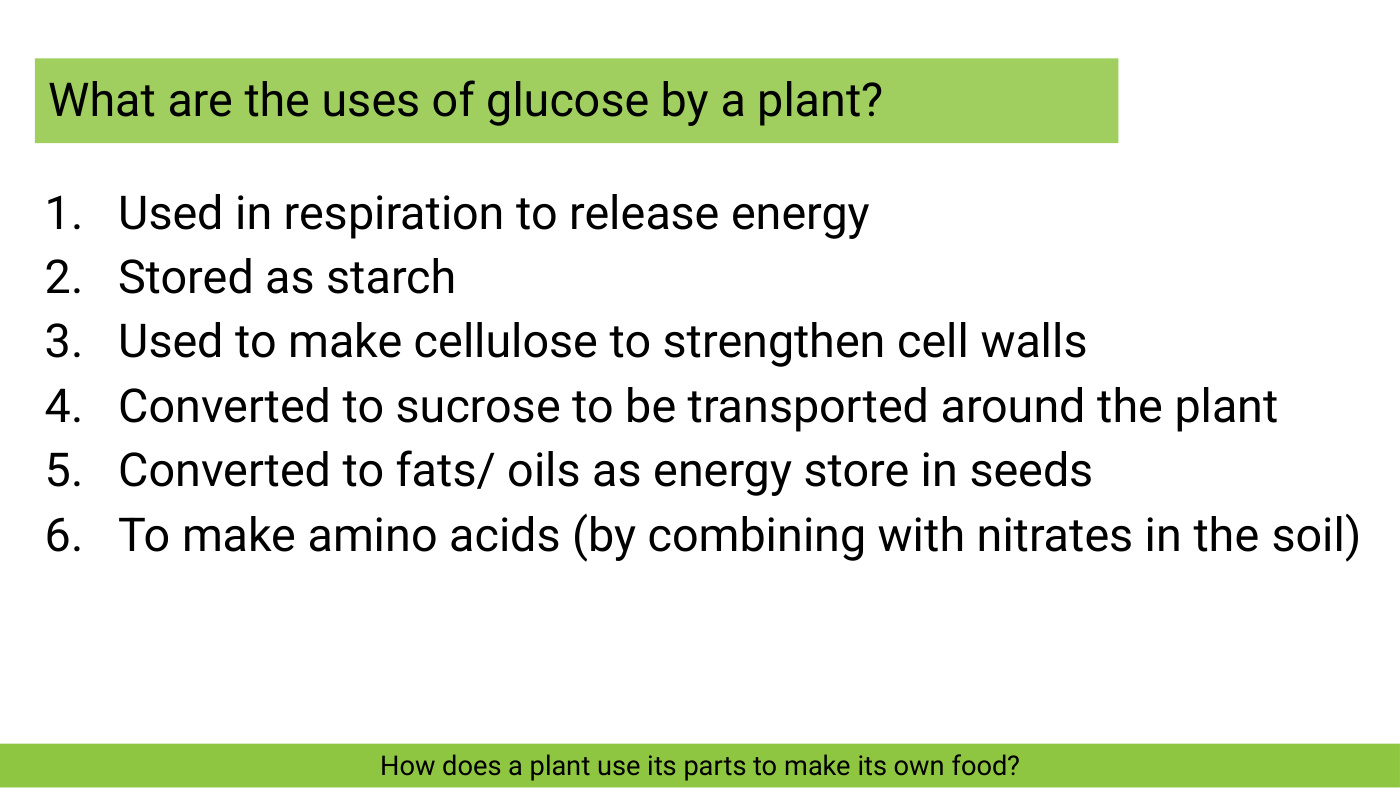 What are the uses of glucose by a plant?
1. Used in respiration to release energy
2. Stored as starch
3. Used to make cellulose to strengthen cell walls
4. Converted to sucrose to be transported around the plant
5. Converted to fats/ oils as energy store in seeds
6. To make amino acids (by combining with nitrates in the soil)
How does a plant use its parts to make its own food?